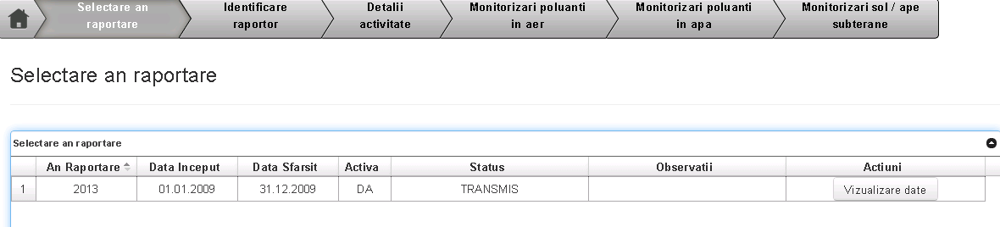 Selectare an raportare
Identificare raportor
Detalii activitate
Monitorizari poluanti in aer
Monitorizari poluanti in apa
Monitorizari sol / ape subterane
Selectare an raportare
Selectare an raportare
An Raportare Data Inceput Data Sfarsit Activa Status Observatii Actiuni
1 2013 01.01.2009 31.12.2009 DA TRANSMIS Vizualizare date